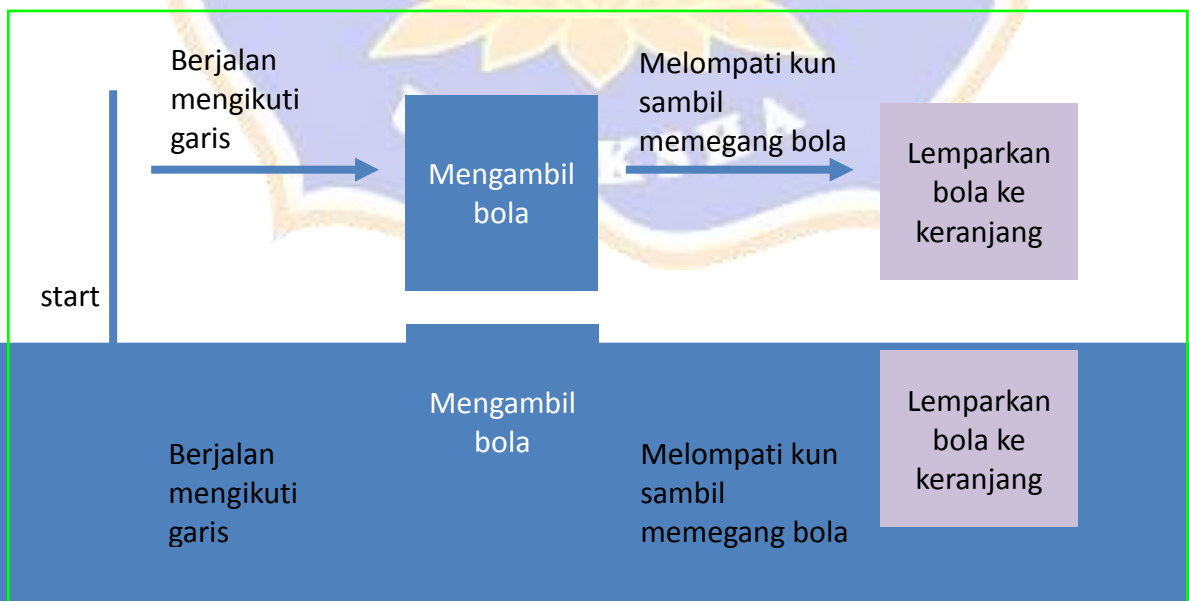 Berjalan
mengikuti
garis
Melompati kun
sambil
memegang bola
Mengambil
bola
Lemparkan
bola ke
keranjang
start
Mengambil
bola
Lemparkan
bola ke
keranjang
Berjalan
mengikuti
garis
Melompati kun
sambil
memegang bola